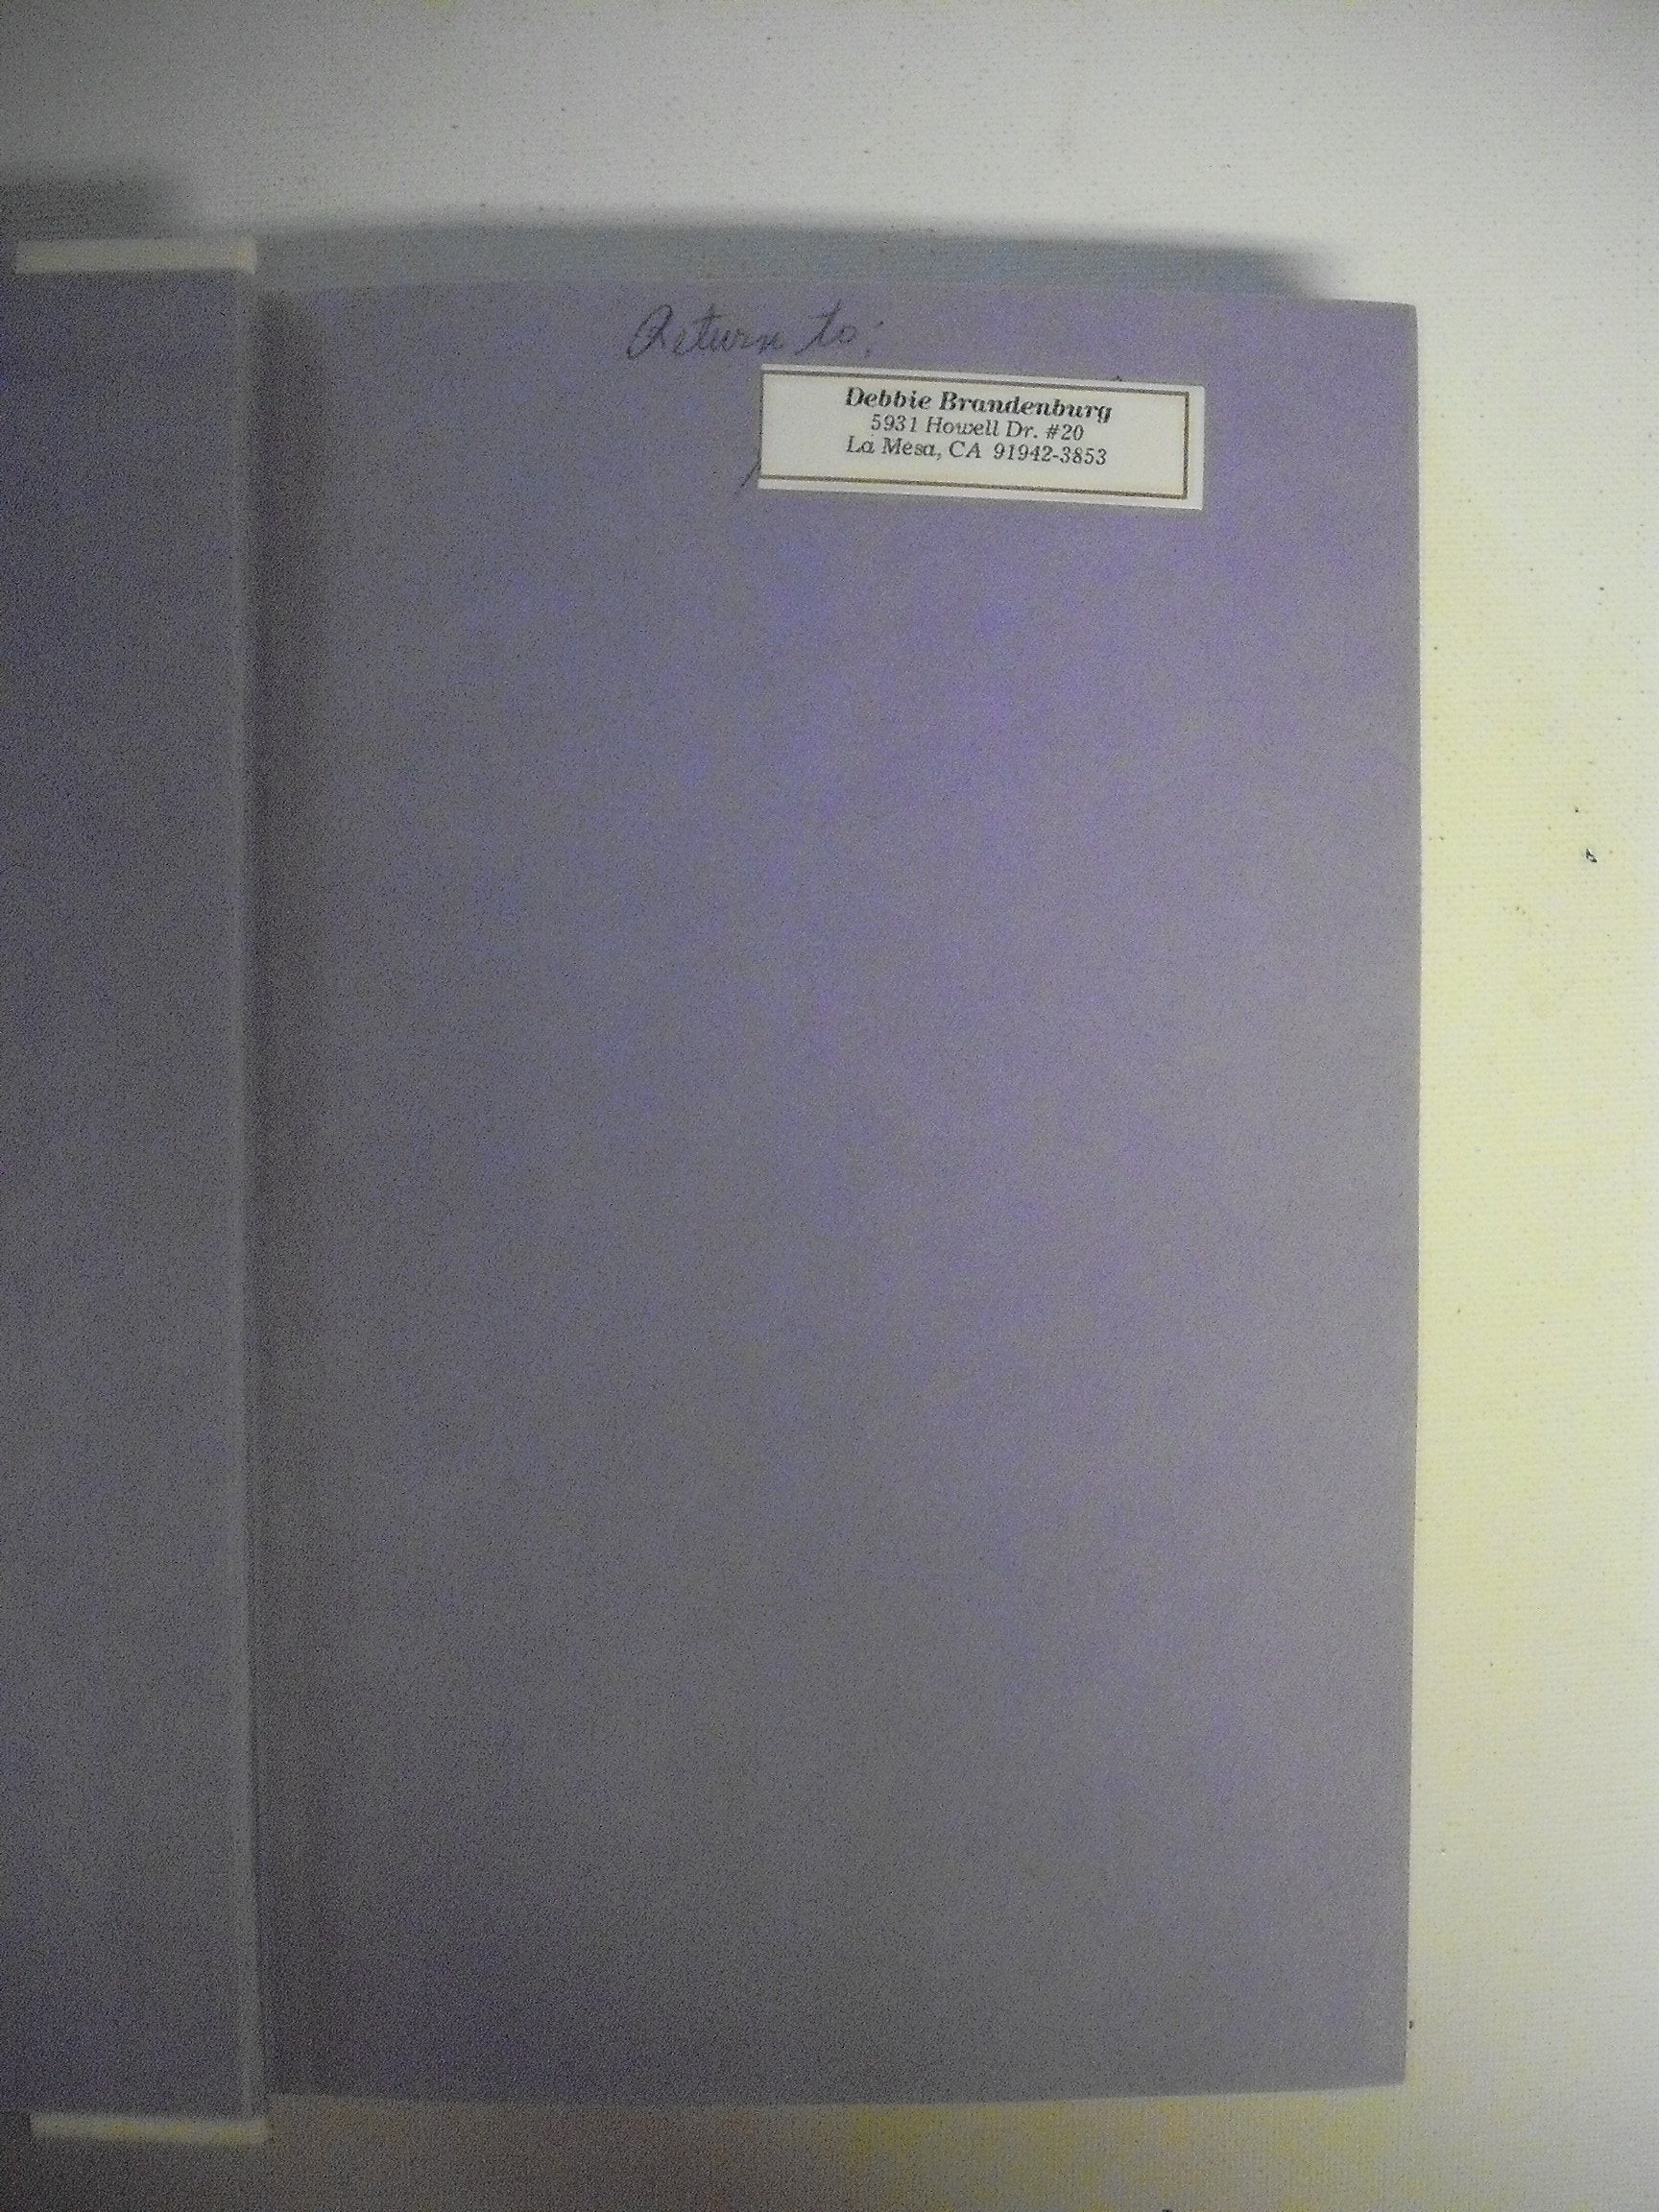 Return to:
Debbie Brandenburg
5931 Howell Dr. #20
La Mesa, CA 91942-3853